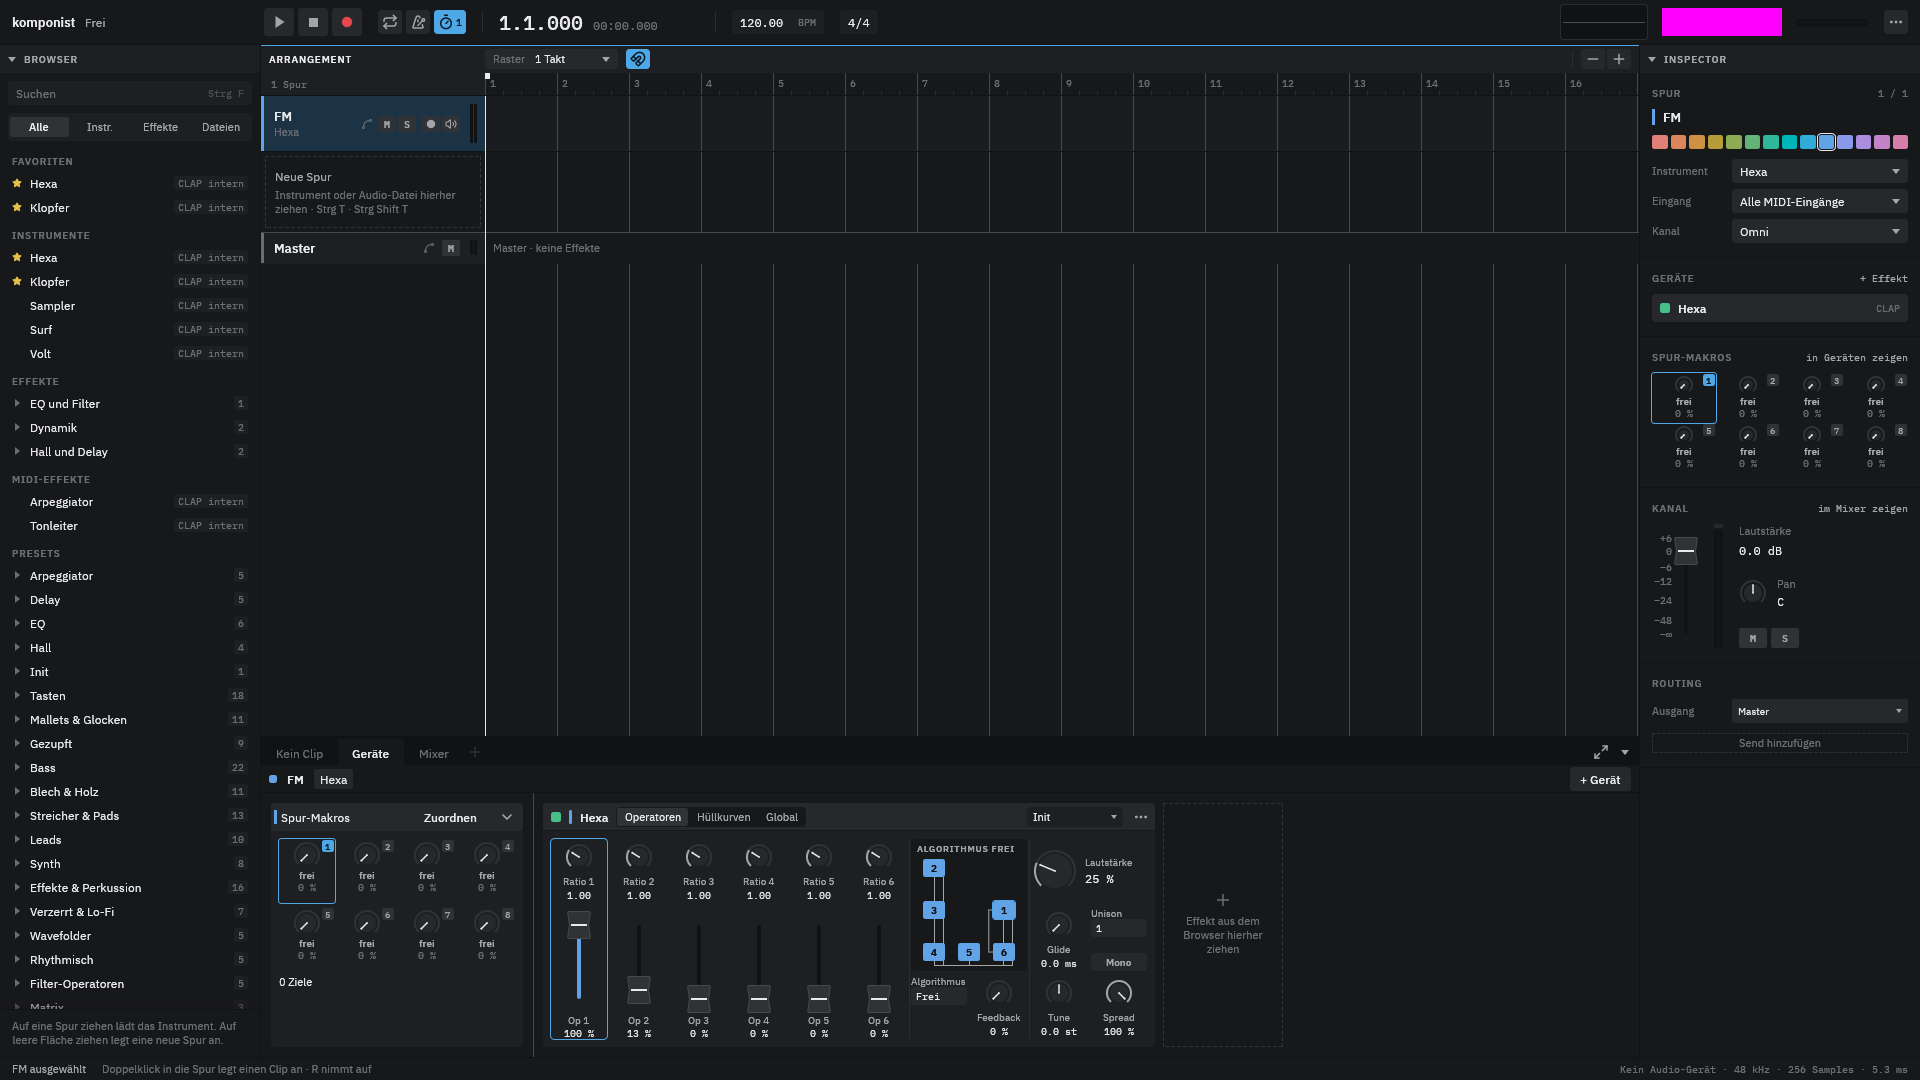 komponist Frei
1
1.1.000 00:00.000
120.00 BPM
4/4
BROWSER
Suchen Strg F
Alle Instr. Effekte Dateien
FAVORITEN
Hexa CLAP intern
Klopfer CLAP intern
INSTRUMENTE
Hexa CLAP intern
Klopfer CLAP intern
Sampler CLAP intern
Surf CLAP intern
Volt CLAP intern
EFFEKTE
EQ und Filter 1
Dynamik 2
Hall und Delay 2
MIDI-EFFEKTE
Arpeggiator CLAP intern
Tonleiter CLAP intern
PRESETS
Arpeggiator 5
Delay 5
EQ 6
Hall 4
Init 1
Tasten 18
Mallets & Glocken 11
Gezupft 9
Bass 22
Blech & Holz 11
Streicher & Pads 13
Leads 10
Synth 8
Effekte & Perkussion 16
Verzerrt & Lo-Fi 7
Wavefolder 5
Rhythmisch 5
Filter-Operatoren 5
Matrix 3
Auf eine Spur ziehen lädt das Instrument. Auf
leere Fläche ziehen legt eine neue Spur an.
ARRANGEMENT
Raster 1 Takt
1 Spur
1 2 3 4 5 6 7 8 9 10 11 12 13 14 15 16
FM
Hexa
M S
Neue Spur
Instrument oder Audio-Datei hierher
ziehen · Strg T · Strg Shift T
Master M
Master · keine Effekte
Kein Clip Geräte Mixer
FM Hexa
+ Gerät
Spur-Makros Zuordnen
1 2 3 4
frei frei frei frei
0 % 0 % 0 % 0 %
5 6 7 8
frei frei frei frei
0 % 0 % 0 % 0 %
0 Ziele
Hexa Operatoren Hüllkurven Global Init
Ratio 1 Ratio 2 Ratio 3 Ratio 4 Ratio 5 Ratio 6
1.00 1.00 1.00 1.00 1.00 1.00
Op 1 Op 2 Op 3 Op 4 Op 5 Op 6
100 % 13 % 0 % 0 % 0 % 0 %
ALGORITHMUS FREI
2
3 1
4 5 6
Algorithmus
Frei
Feedback
0 %
Lautstärke
25 %
Unison
1
Glide
0.0 ms
Mono
Tune
0.0 st
Spread
100 %
Effekt aus dem
Browser hierher
ziehen
INSPECTOR
SPUR 1 / 1
FM
Instrument Hexa
Eingang Alle MIDI-Eingänge
Kanal Omni
GERÄTE + Effekt
Hexa CLAP
SPUR-MAKROS in Geräten zeigen
1 2 3 4
frei frei frei frei
0 % 0 % 0 % 0 %
5 6 7 8
frei frei frei frei
0 % 0 % 0 % 0 %
KANAL im Mixer zeigen
+6
0
−6
−12
−24
−48
−∞
Lautstärke
0.0 dB
Pan
C
M S
ROUTING
Ausgang Master
Send hinzufügen
FM ausgewählt Doppelklick in die Spur legt einen Clip an · R nimmt auf
Kein Audio-Gerät · 48 kHz · 256 Samples · 5.3 ms